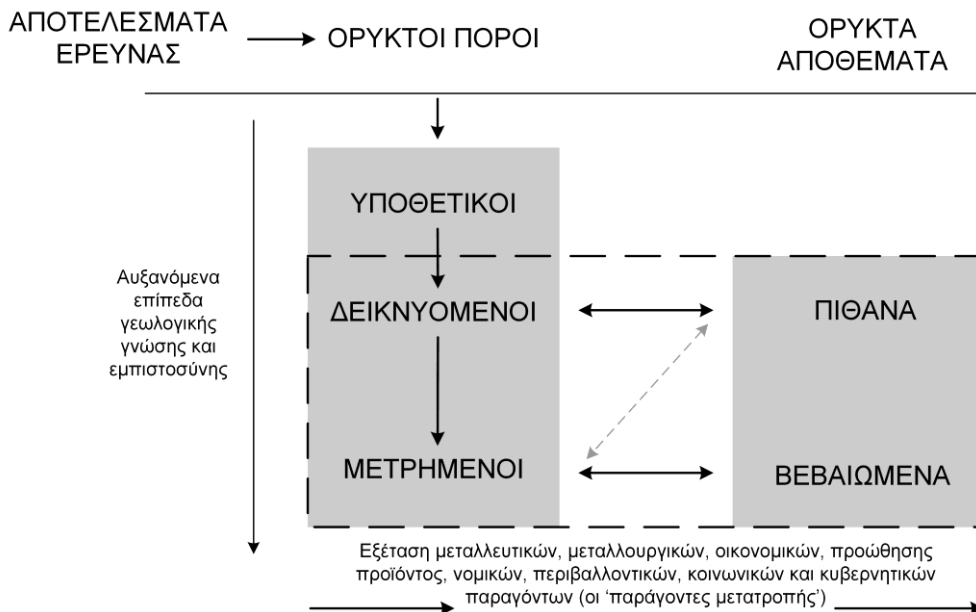 ΑΠΟΤΕΛΕΣΜΑΤΑ
ΕΡΕΥΝΑΣ
ΟΡΥΚΤΟΙ ΠΟΡΟΙ
ΟΡΥΚΤΑ
ΑΠΟΘΕΜΑΤΑ
ΥΠΟΘΕΤΙΚΟΙ
Αυξανόμενα
επίπεδα
γεωλογικής
γνώσης και
εμπιστοσύνης
ΔΕΙΚΝΥΟΜΕΝΟΙ
ΠΙΘΑΝΑ
ΜΕΤΡΗΜΕΝΟΙ
ΒΕΒΑΙΩΜΕΝΑ
Εξέταση μεταλλευτικών, μεταλλουργικών, οικονομικών, προώθησης
προϊόντος, νομικών, περιβαλλοντικών, κοινωνικών και κυβερνητικών
παραγόντων (οι ‘παράγοντες μετατροπής’)